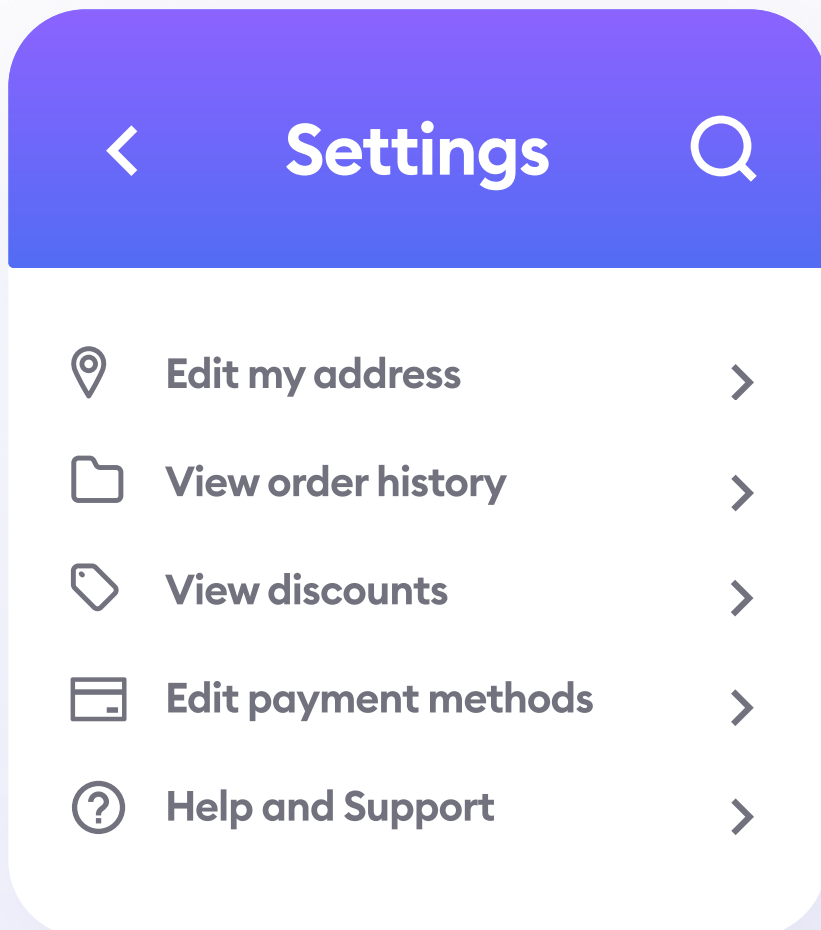 Settings
Edit my address
View order history
View discounts
Edit payment methods
Help and Support